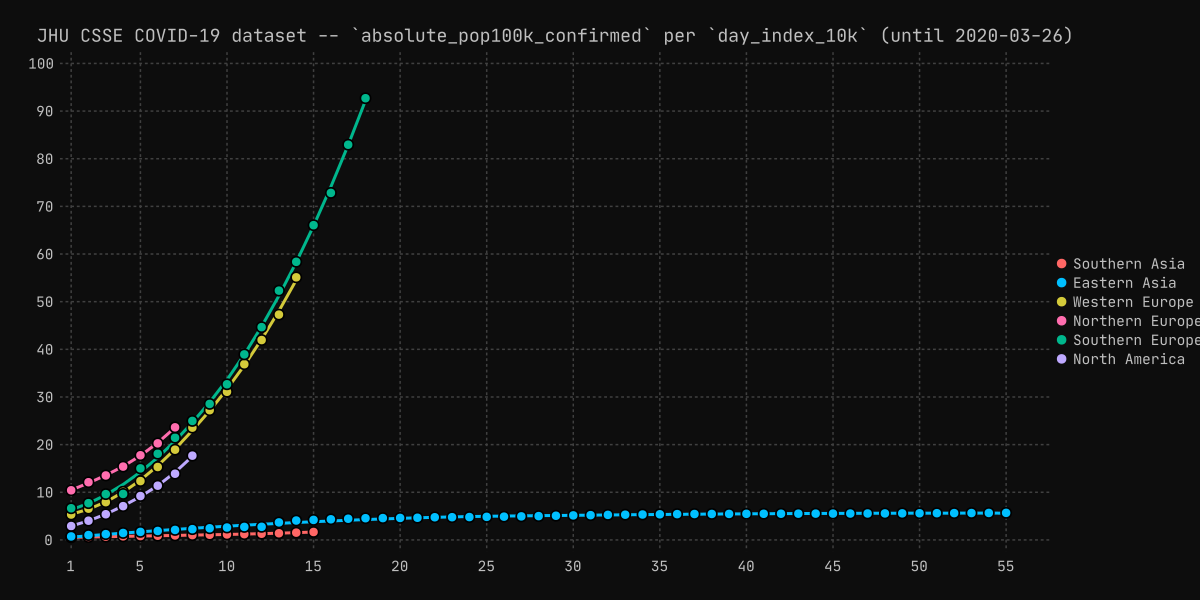 JHU CSSE COVID-19 dataset -- `absolute_pop100k_confirmed` per `day_index_10k` (until 2020-03-26)
100
90
80
70
60
50
40
30
20
10
0
1 5 10 15 20 25 30 35 40 45 50 55
Southern Asia
Eastern Asia
Western Europe
Northern Europe
Southern Europe
North America